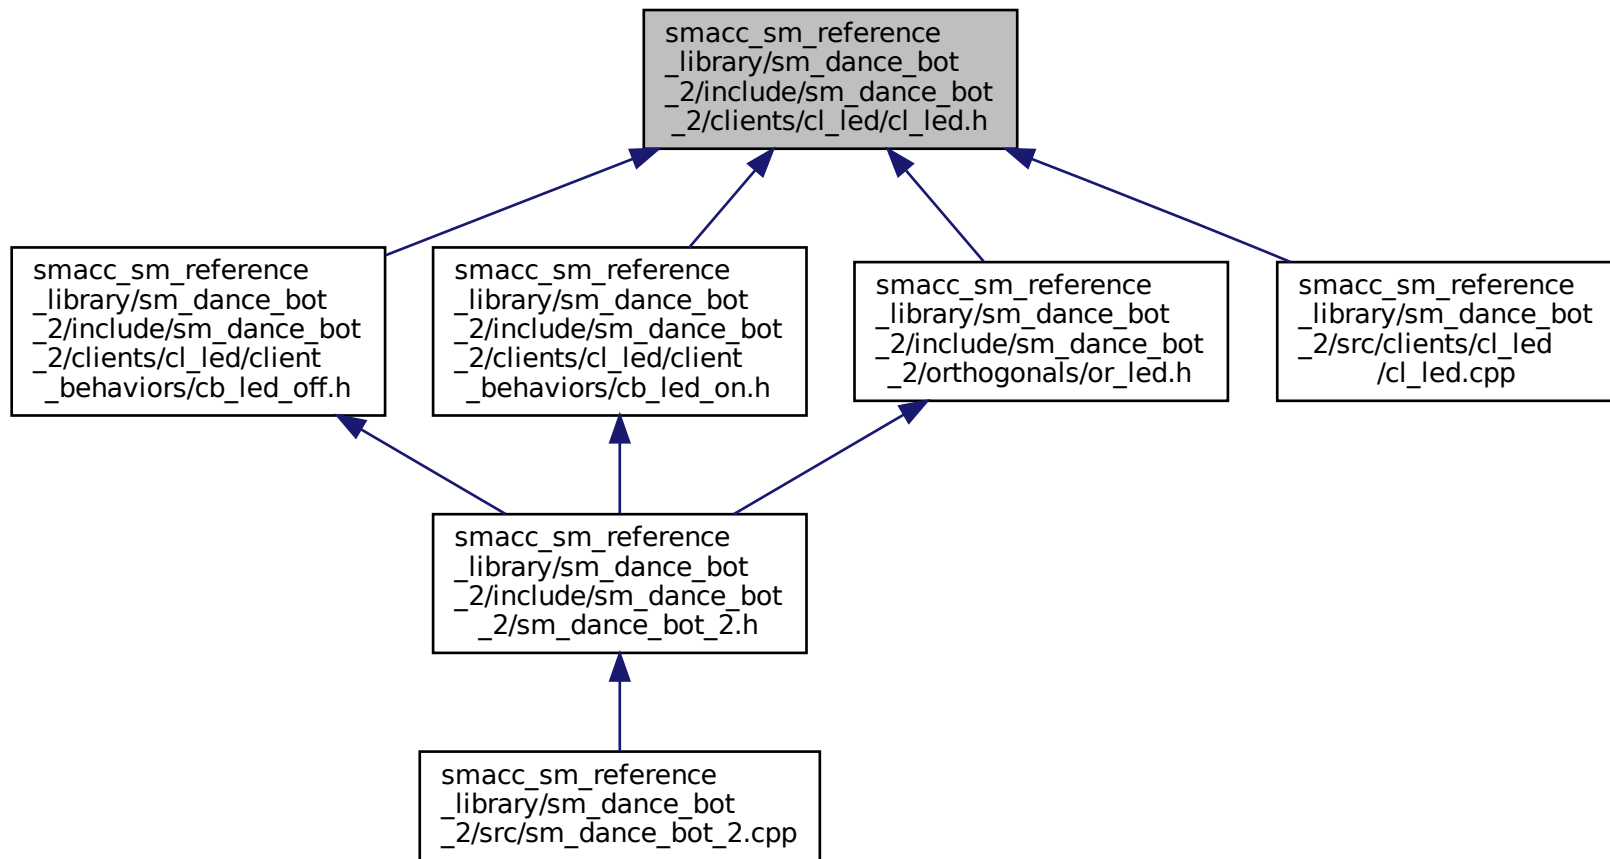 smacc_sm_reference
_library/sm_dance_bot
_2/include/sm_dance_bot
_2/clients/cl_led/cl_led.h
smacc_sm_reference
_library/sm_dance_bot
_2/include/sm_dance_bot
_2/clients/cl_led/client
_behaviors/cb_led_off.h
smacc_sm_reference
_library/sm_dance_bot
_2/include/sm_dance_bot
_2/clients/cl_led/client
_behaviors/cb_led_on.h
smacc_sm_reference
_library/sm_dance_bot
_2/include/sm_dance_bot
_2/orthogonals/or_led.h
smacc_sm_reference
_library/sm_dance_bot
_2/src/clients/cl_led
/cl_led.cpp
smacc_sm_reference
_library/sm_dance_bot
_2/include/sm_dance_bot
_2/sm_dance_bot_2.h
smacc_sm_reference
_library/sm_dance_bot
_2/src/sm_dance_bot_2.cpp